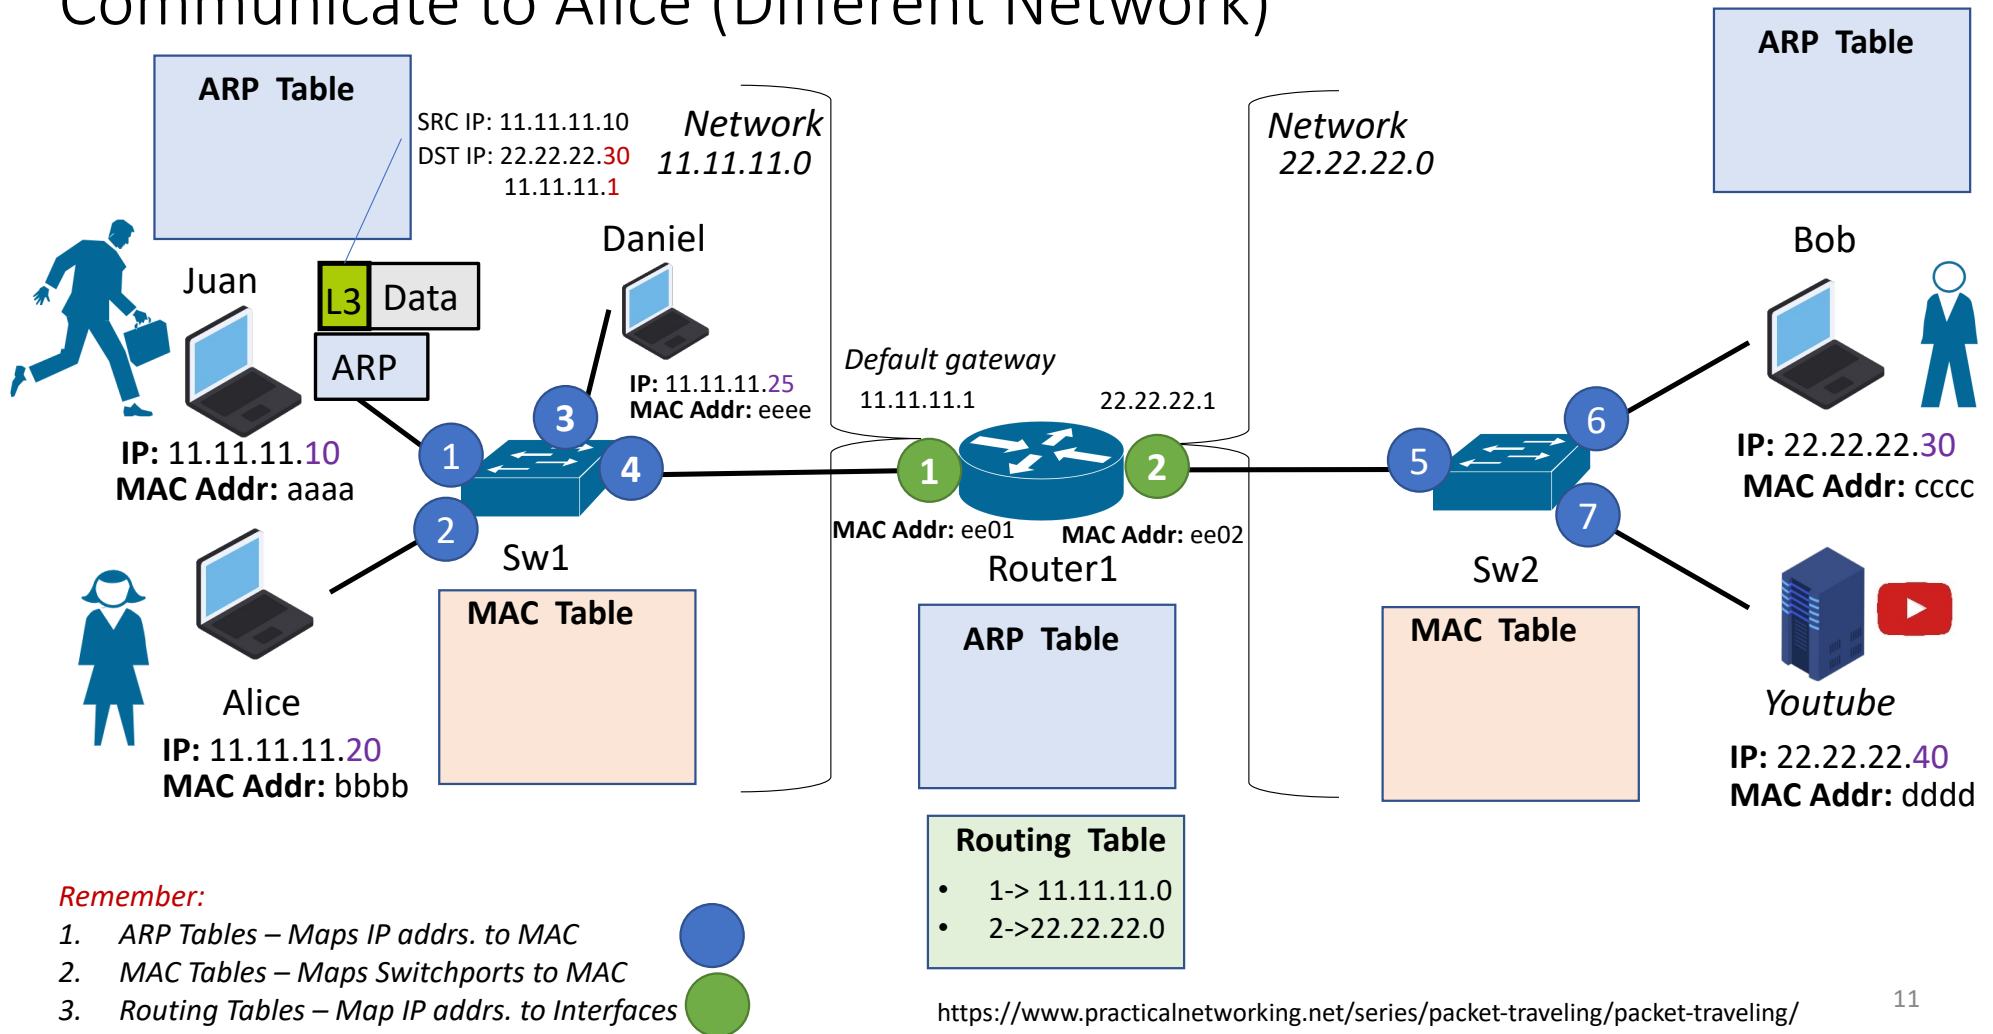 Communicate to Alice (Different Network)
ARP Table
ARP Table
SRC IP: 11.11.11.10
DST IP: 22.22.22.30
11.11.11.1
Network
11.11.11.0
Network
22.22.22.0
Daniel
Bob
Juan
L3
Data
ARP
IP: 11.11.11.25
MAC Addr: eeee
Default gateway
11.11.11.1
22.22.22.1
IP: 11.11.11.10
MAC Addr: aaaa
1
3
4
2
1
2
5
6
7
IP: 22.22.22.30
MAC Addr: cccc
MAC Addr: ee01
MAC Addr: ee02
Sw1
Router1
Sw2
MAC Table
ARP Table
MAC Table
Alice
IP: 11.11.11.20
MAC Addr: bbbb
Youtube
IP: 22.22.22.40
MAC Addr: dddd
Routing Table
• 1-> 11.11.11.0
• 2->22.22.22.0
Remember:
1. ARP Tables – Maps IP addrs. to MAC
2. MAC Tables – Maps Switchports to MAC
3. Routing Tables – Map IP addrs. to Interfaces
https://www.practicalnetworking.net/series/packet-traveling/packet-traveling/
11